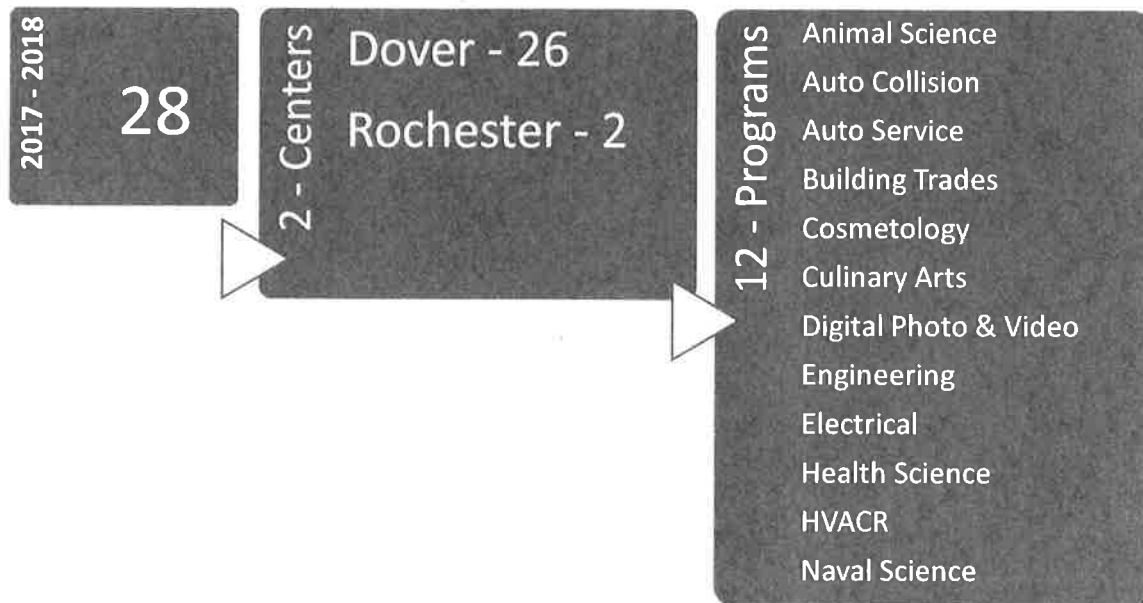 2017 - 2018
28
2 - Centers
Dover - 26
Rochester - 2
12 - Programs
Animal Science
Auto Collision
Auto Service
Building Trades
Cosmetology
Culinary Arts
Digital Photo & Video
Engineering
Electrical
Health Science
HVACR
Naval Science